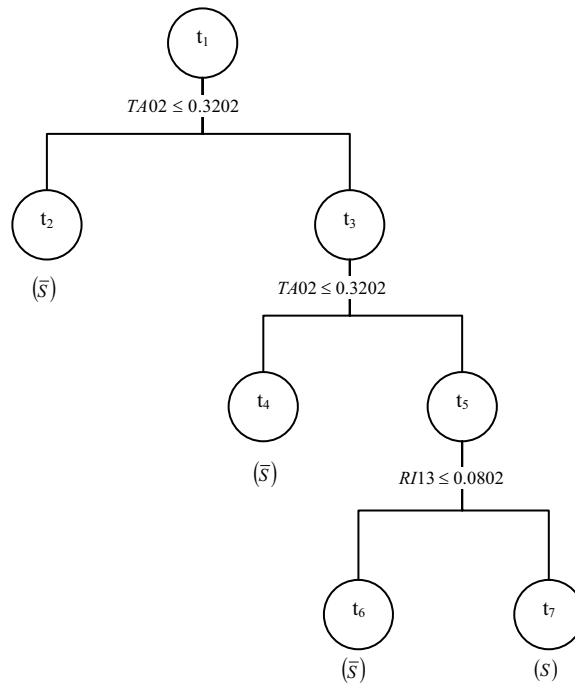 t₁
TA02 ≤ 0.3202
t₂ t₃
(S̅)
TA02 ≤ 0.3202
t₄ t₅
(S̅)
RI13 ≤ 0.0802
t₆ t₇
(S̅) (S)